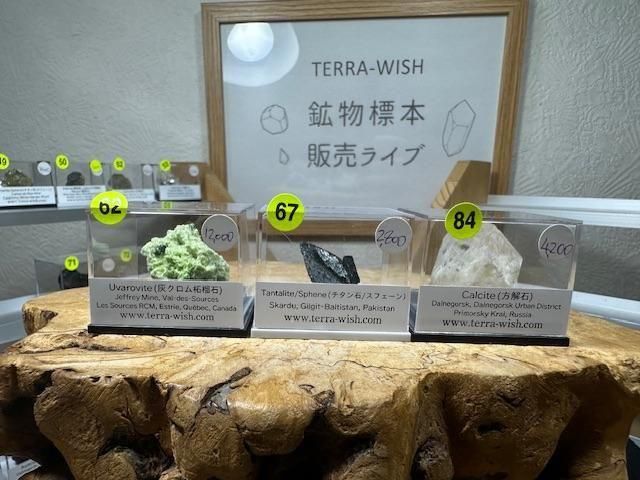 TERRA-WISH
鉱物標本
販売ライブ
49
50
52
62
12,000
Uvarovite(灰クロム柘榴石)
Jeffrey Mine, Val-des-Sources
Les Sources RCM, Estrie, Québec, Canada
www.terra-wish.com
67
2800
Tantalite/Sphene(チタン石/スフェーン)
Skardu, Gilgit-Baltistan, Pakistan
www.terra-wish.com
84
4200
Calcite(方解石)
Dalnegorsk, Dalnegorsk Urban District
Primorsky Krai, Russia
www.terra-wish.com
71